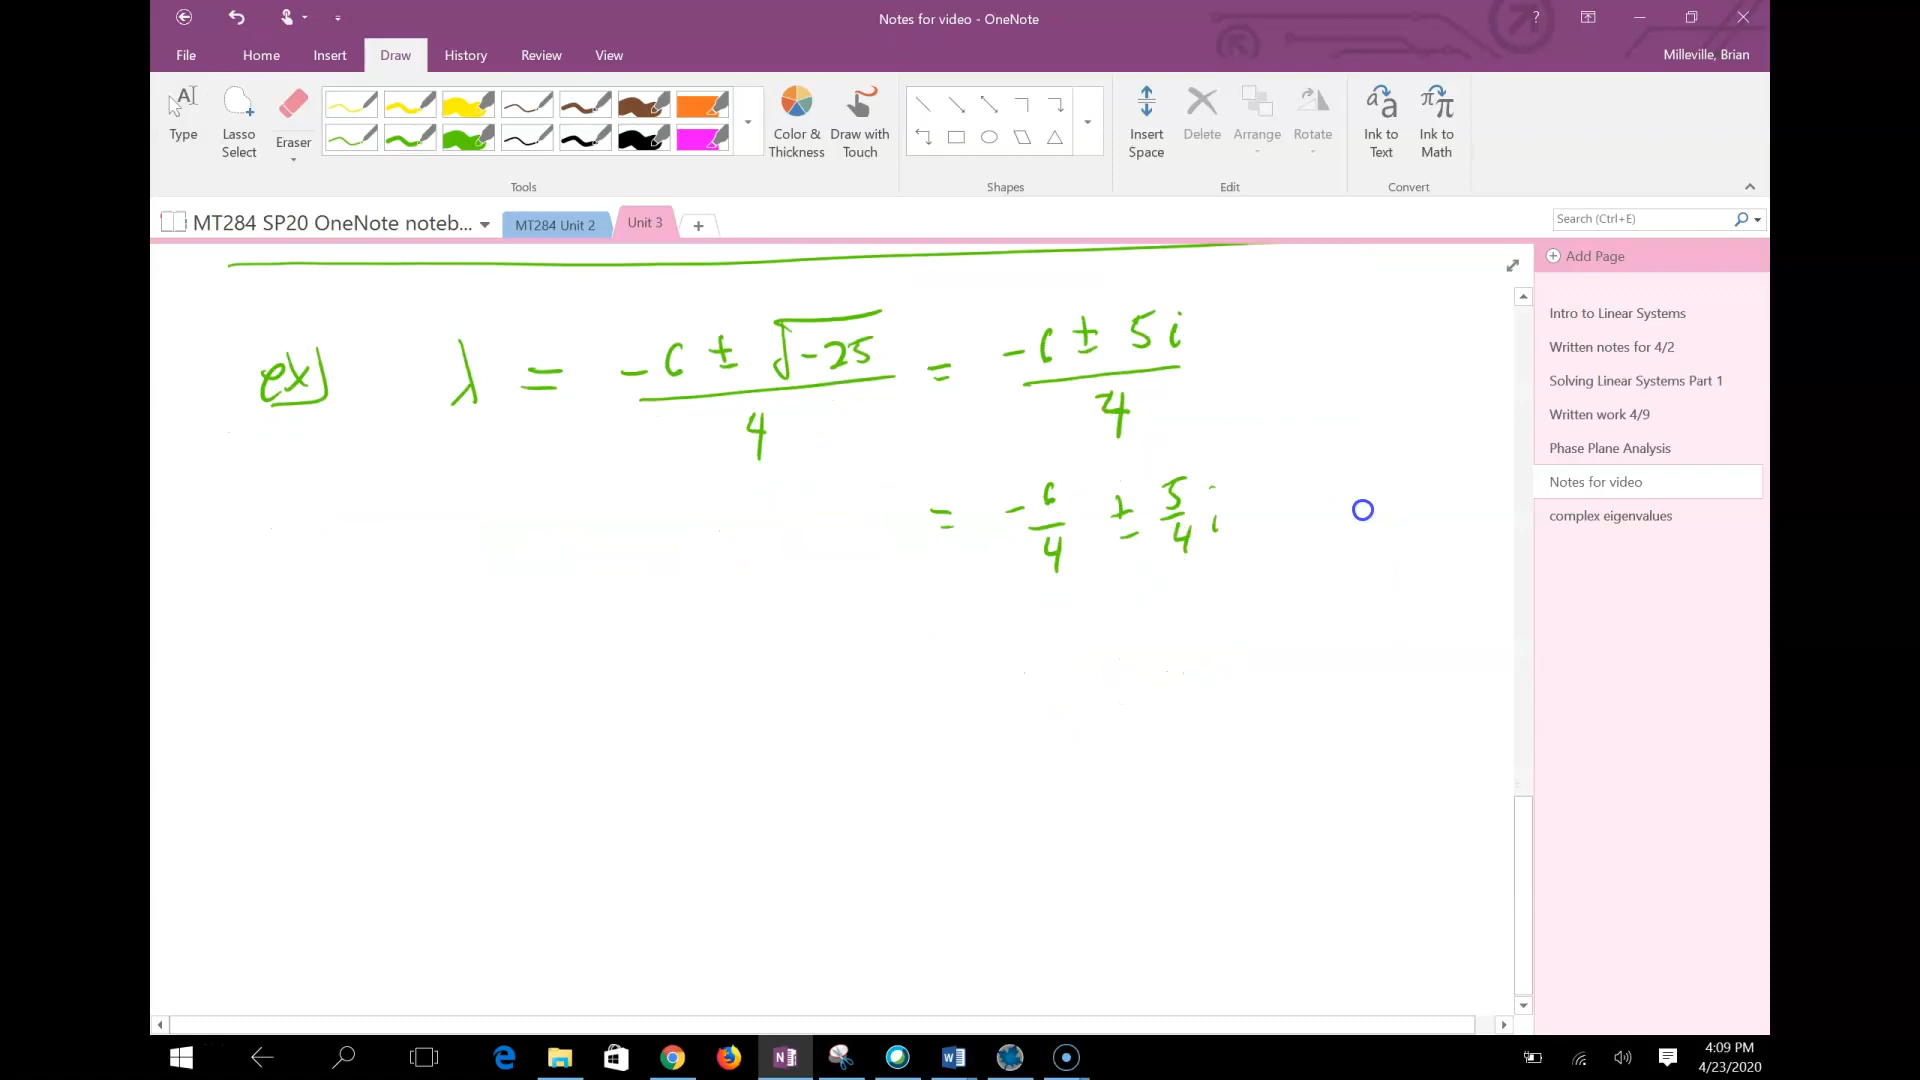 Notes for video - OneNote
?
File Home Insert Draw History Review View
Milleville, Brian
Type
Lasso Select
Eraser
Color & Thickness
Draw with Touch
Insert Space
Delete
Arrange
Rotate
Ink to Text
Ink to Math
Tools
Shapes
Edit
Convert
MT284 SP20 OneNote noteb...
MT284 Unit 2
Unit 3
Search (Ctrl+E)
Add Page
Intro to Linear Systems
Written notes for 4/2
Solving Linear Systems Part 1
Written work 4/9
Phase Plane Analysis
Notes for video
complex eigenvalues
ex) λ = (-6 ± √-25)/4 = (-6 ± 5i)/4
= -6/4 ± 5/4 i
4:09 PM
4/23/2020